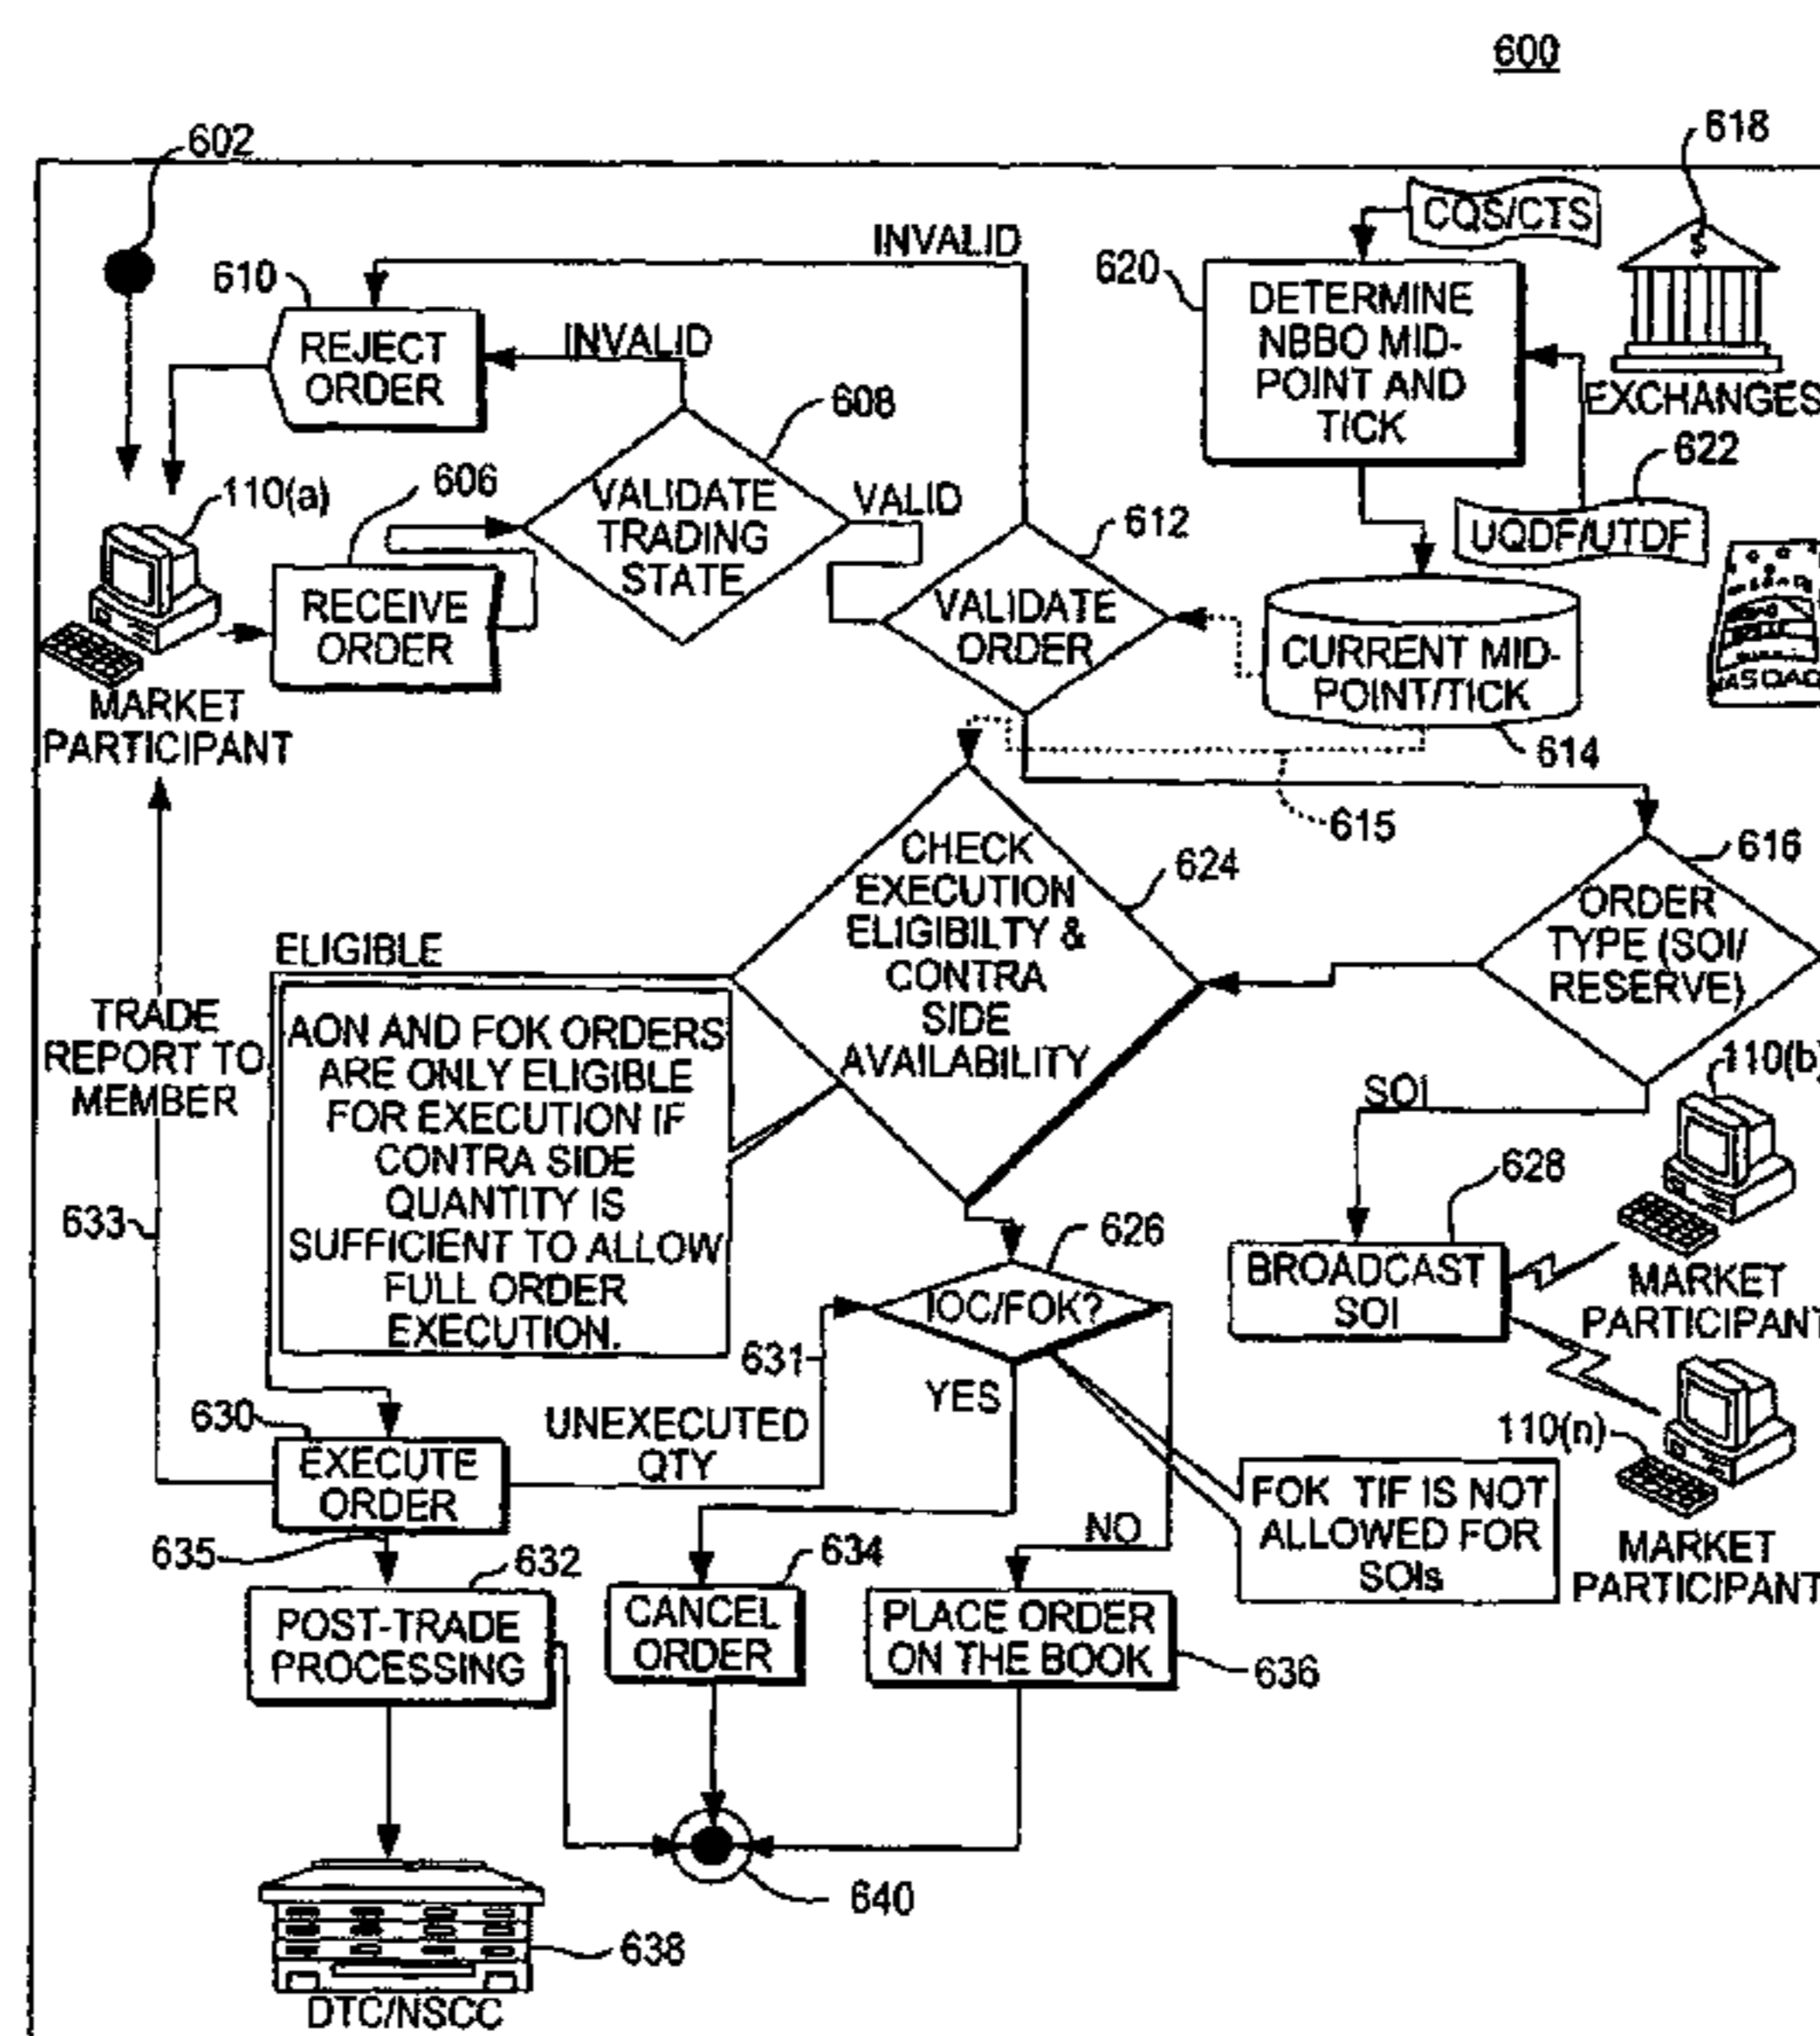 600
602
618
CQS/CTS
INVALID
610
620
DETERMINE
NBBO MID-
POINT AND
TICK
REJECT
ORDER
INVALID
608
EXCHANGES
622
110(a)
606
VALIDATE
TRADING
STATE
VALID
612
UQDF/UTDF
RECEIVE
ORDER
VALIDATE
ORDER
CURRENT MID-
POINT/TICK
MARKET
PARTICIPANT
614
615
616
CHECK
EXECUTION
ELIGIBILTY &
CONTRA
SIDE
AVAILABILITY
624
ORDER
TYPE (SOI/
RESERVE)
ELIGIBLE
TRADE
REPORT TO
MEMBER
AON AND FOK ORDERS
ARE ONLY ELIGIBLE
FOR EXECUTION IF
CONTRA SIDE
QUANTITY IS
SUFFICIENT TO ALLOW
FULL ORDER
EXECUTION.
110(b)
SOI
628
633
626
BROADCAST
SOI
MARKET
PARTICIPANT
IOC/FOK?
631
YES
630
UNEXECUTED
QTY
110(n)
EXECUTE
ORDER
FOK TIF IS NOT
ALLOWED FOR
SOIs
MARKET
PARTICIPANT
635
632
634
NO
POST-TRADE
PROCESSING
CANCEL
ORDER
PLACE ORDER
ON THE BOOK
636
640
638
DTC/NSCC